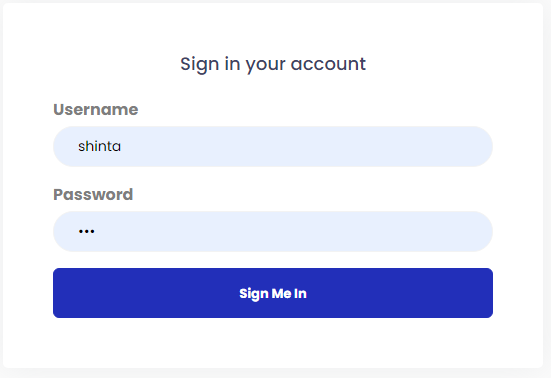 Sign in your account
Username
shinta
Password
•••
Sign Me In